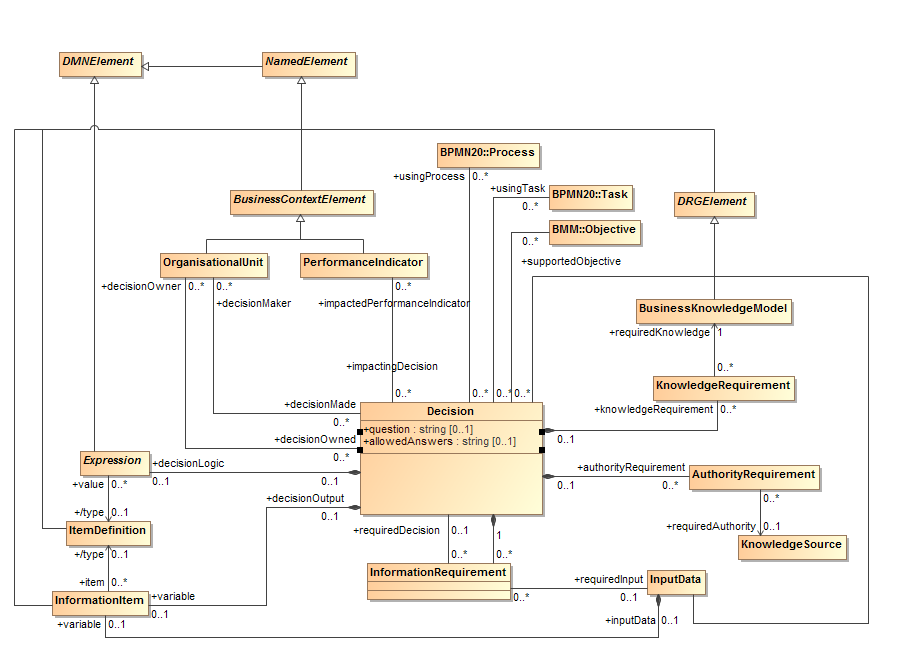 DMNElement
NamedElement
BPMN20::Process
+usingProcess 0..*
+usingTask
0..*
BPMN20::Task
BusinessContextElement
DRGElement
BMM::Objective
0..*
+supportedObjective
OrganisationalUnit
PerformanceIndicator
+decisionOwner 0..* 0..*
+decisionMaker
0..*
+impactedPerformanceIndicator
BusinessKnowledgeModel
+requiredKnowledge 1
+impactingDecision
0..*
0..*
0..* 0..* 0..*
KnowledgeRequirement
+knowledgeRequirement 0..*
+decisionMade
0..*
Decision
+question : string [0..1]
+allowedAnswers : string [0..1]
+decisionOwned
0..*
0..1
Expression
+decisionLogic
0..1
0..1
+value 0..*
+authorityRequirement
0..1
0..*
AuthorityRequirement
0..*
+decisionOutput
0..1
+/type 0..1
ItemDefinition
+/type 0..1
+requiredDecision 0..1
1
0..* 0..*
+requiredAuthority 0..1
KnowledgeSource
+item 0..*
InformationRequirement
0..*
+requiredInput
0..1
InputData
InformationItem
+variable
0..1
+variable 0..1
+inputData 0..1